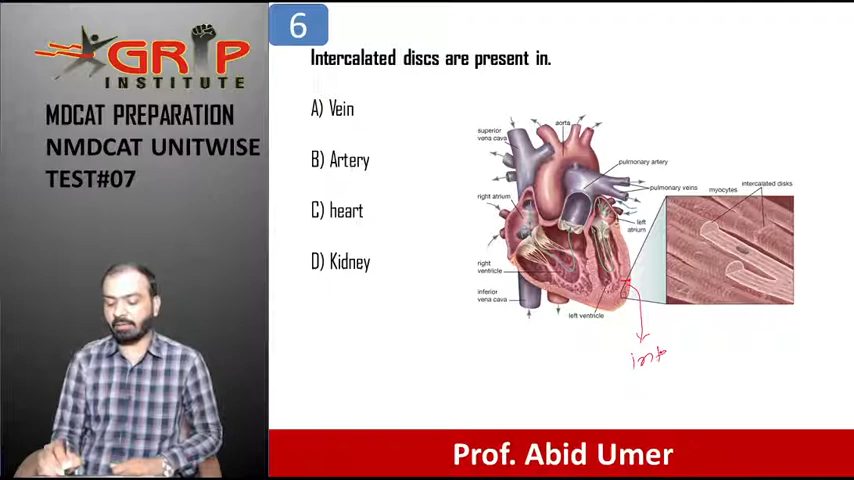 GRIP
INSTITUTE
MDCAT PREPARATION
NMDCAT UNITWISE
TEST#07
6
Intercalated discs are present in.
A) Vein
B) Artery
C) heart
D) Kidney
superior
vena cava
aorta
pulmonary artery
pulmonary veins
right atrium
left
atrium
right
ventricle
inferior
vena cava
left ventricle
myocytes
intercalated disks
Prof. Abid Umer